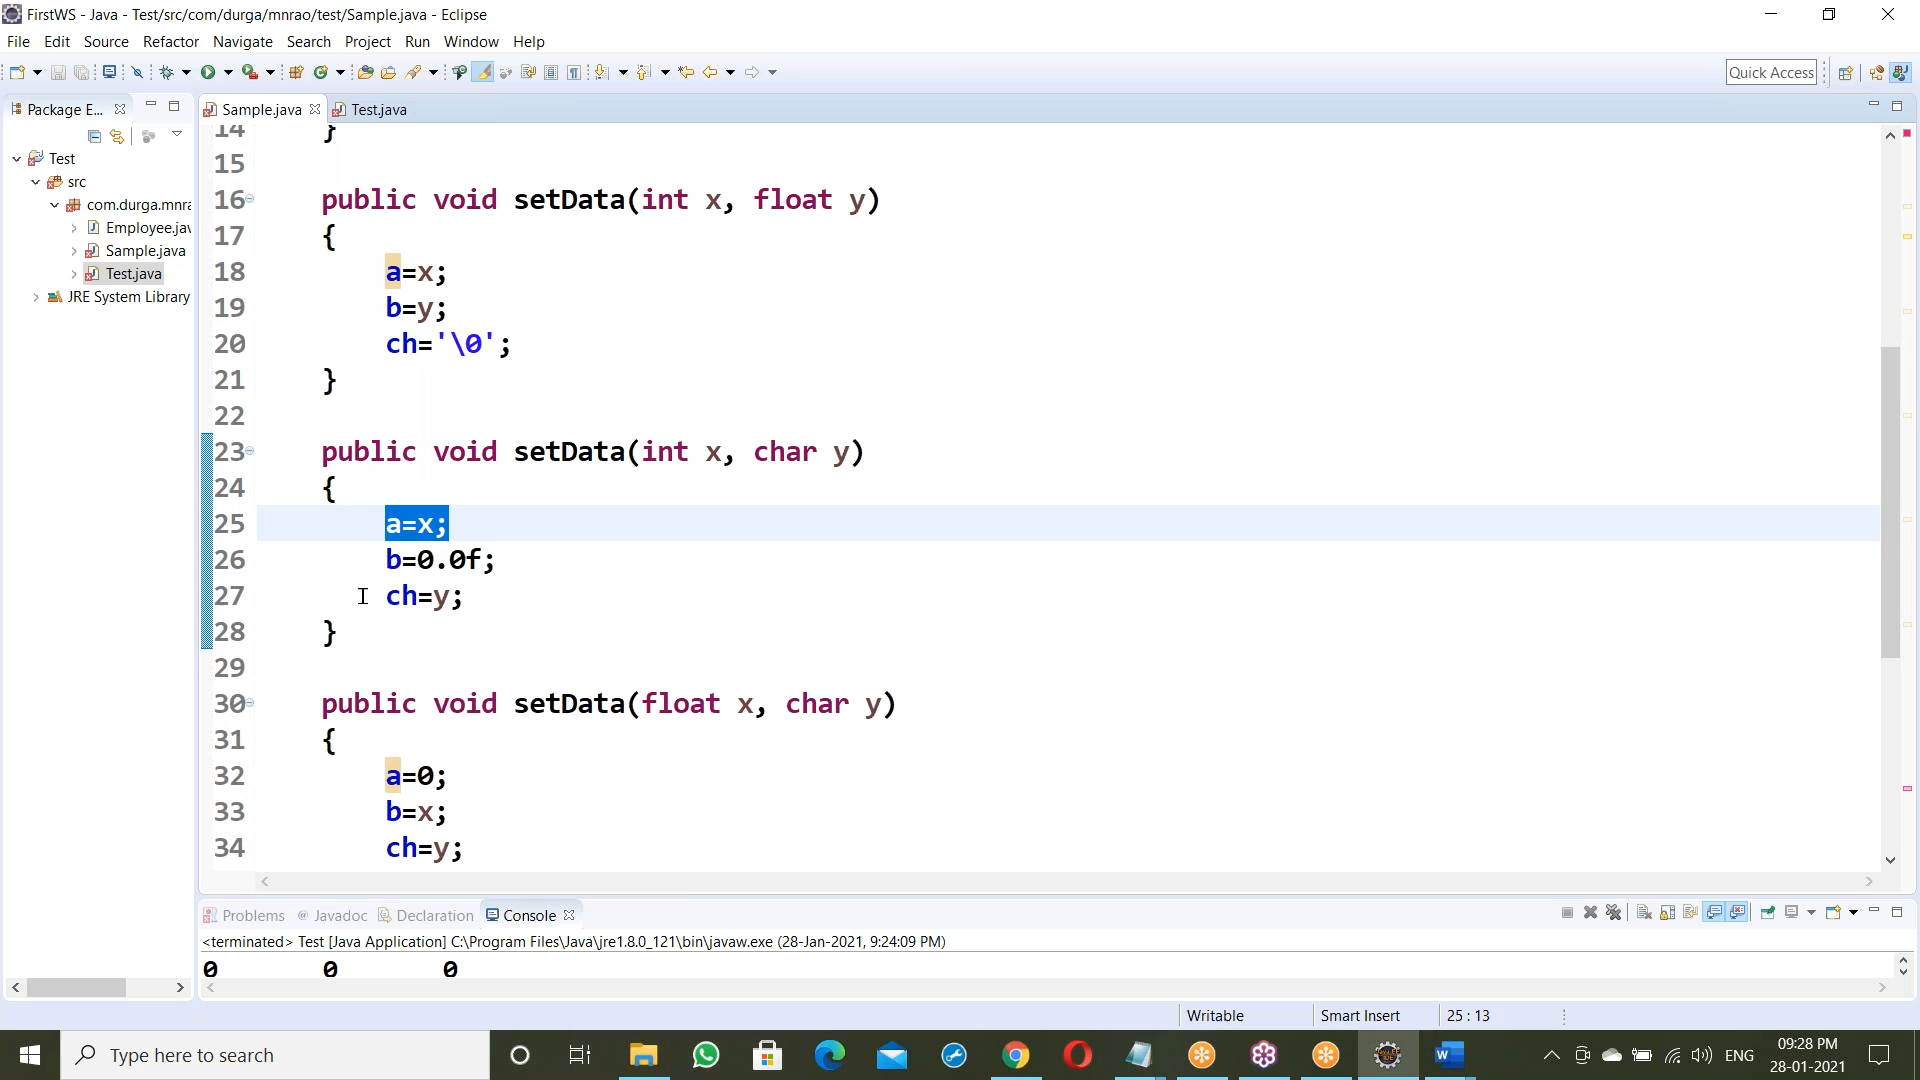 FirstWS - Java - Test/src/com/durga/mnrao/test/Sample.java - Eclipse
File Edit Source Refactor Navigate Search Project Run Window Help
Quick Access
Package E...
Sample.java
Test.java
Test
src
com.durga.mnra
Employee.jav
Sample.java
Test.java
JRE System Library
14 }
15
16 public void setData(int x, float y)
17 {
18 a=x;
19 b=y;
20 ch='\0';
21 }
22
23 public void setData(int x, char y)
24 {
25 a=x;
26 b=0.0f;
27 ch=y;
28 }
29
30 public void setData(float x, char y)
31 {
32 a=0;
33 b=x;
34 ch=y;
Problems @ Javadoc Declaration Console
<terminated> Test [Java Application] C:\Program Files\Java\jre1.8.0_121\bin\javaw.exe (28-Jan-2021, 9:24:09 PM)
0 0 0
Writable Smart Insert 25 : 13
Type here to search
ENG
09:28 PM
28-01-2021